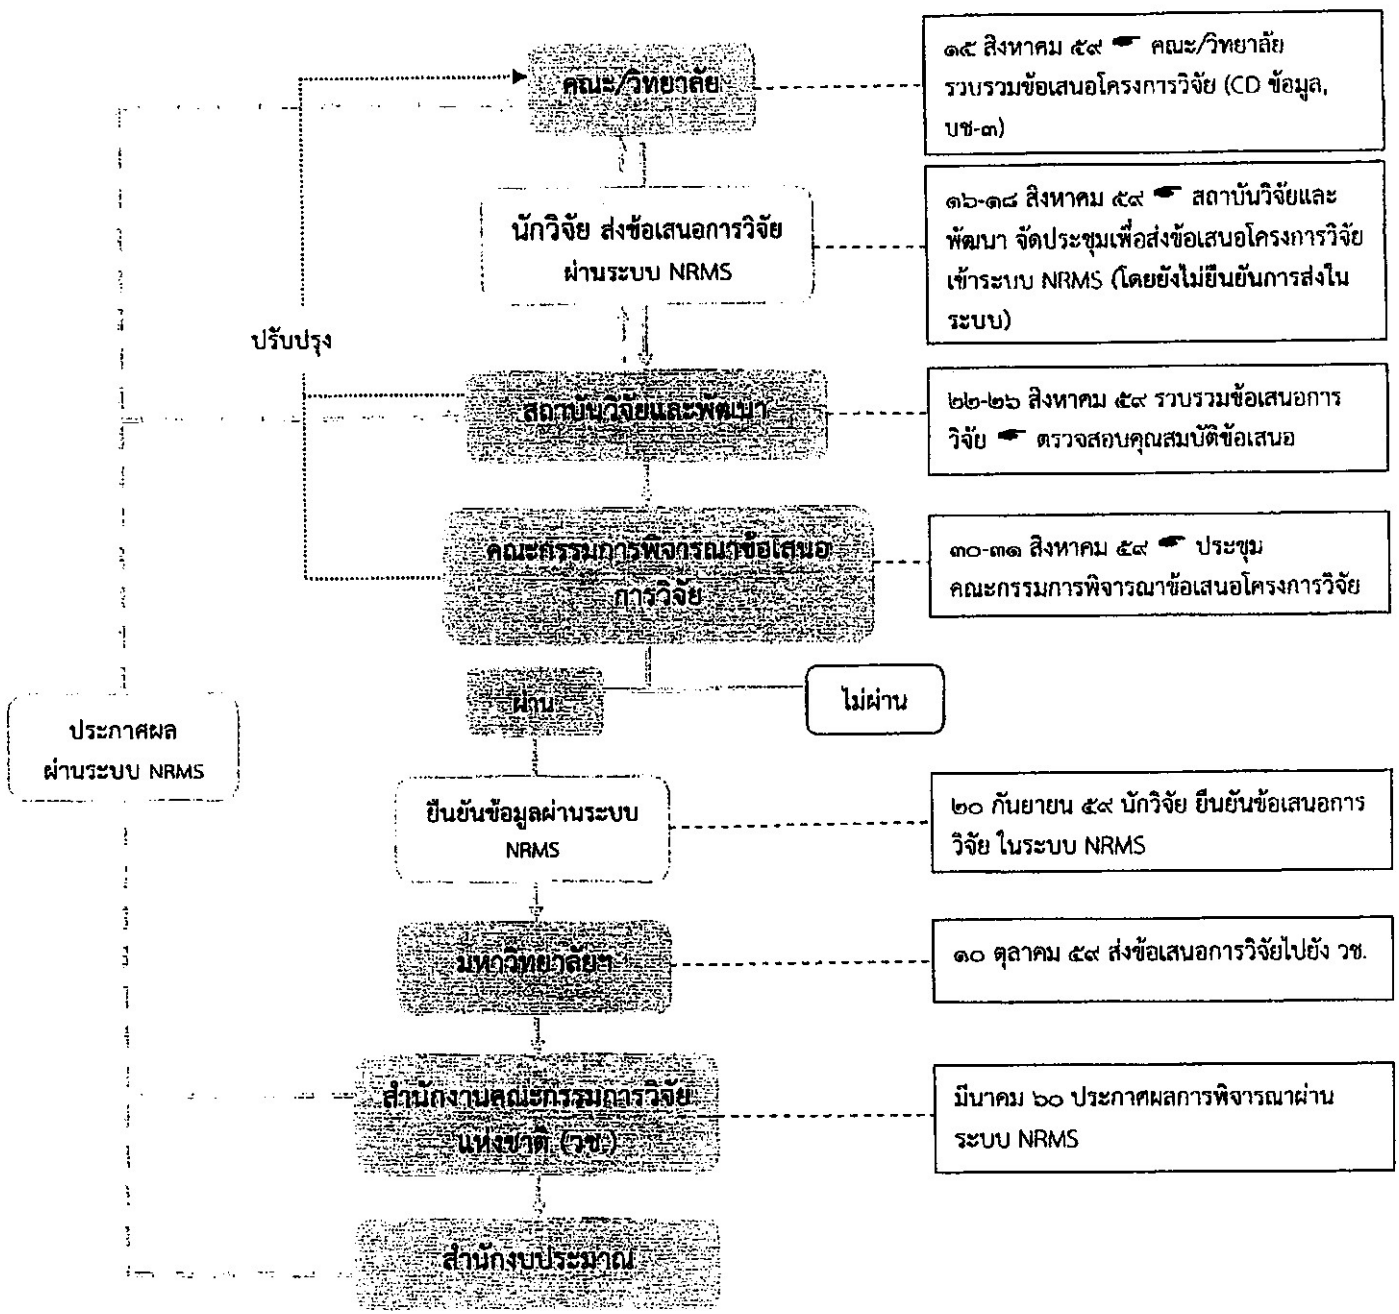 คณะ/วิทยาลัย
๑๕ สิงหาคม ๕๙ ☛ คณะ/วิทยาลัย
รวบรวมข้อเสนอโครงการวิจัย (CD ข้อมูล,
บช-๓)
นักวิจัย ส่งข้อเสนอการวิจัย
ผ่านระบบ NRMS
๑๖-๑๘ สิงหาคม ๕๙ ☛ สถาบันวิจัยและ
พัฒนา จัดประชุมเพื่อส่งข้อเสนอโครงการวิจัย
เข้าระบบ NRMS (โดยยังไม่ยืนยันการส่งใน
ระบบ)
ปรับปรุง
สถาบันวิจัยและพัฒนา
๒๒-๒๖ สิงหาคม ๕๙ รวบรวมข้อเสนอการ
วิจัย ☛ ตรวจสอบคุณสมบัติข้อเสนอ
คณะกรรมการพิจารณาข้อเสนอ
การวิจัย
๓๐-๓๑ สิงหาคม ๕๙ ☛ ประชุม
คณะกรรมการพิจารณาข้อเสนอโครงการวิจัย
ผ่าน
ไม่ผ่าน
ประกาศผล
ผ่านระบบ NRMS
ยืนยันข้อมูลผ่านระบบ
NRMS
๒๐ กันยายน ๕๙ นักวิจัย ยืนยันข้อเสนอการ
วิจัย ในระบบ NRMS
มหาวิทยาลัยฯ
๑๐ ตุลาคม ๕๙ ส่งข้อเสนอการวิจัยไปยัง วช.
สำนักงานคณะกรรมการวิจัย
แห่งชาติ (วช.)
มีนาคม ๖๐ ประกาศผลการพิจารณาผ่าน
ระบบ NRMS
สำนักงบประมาณ